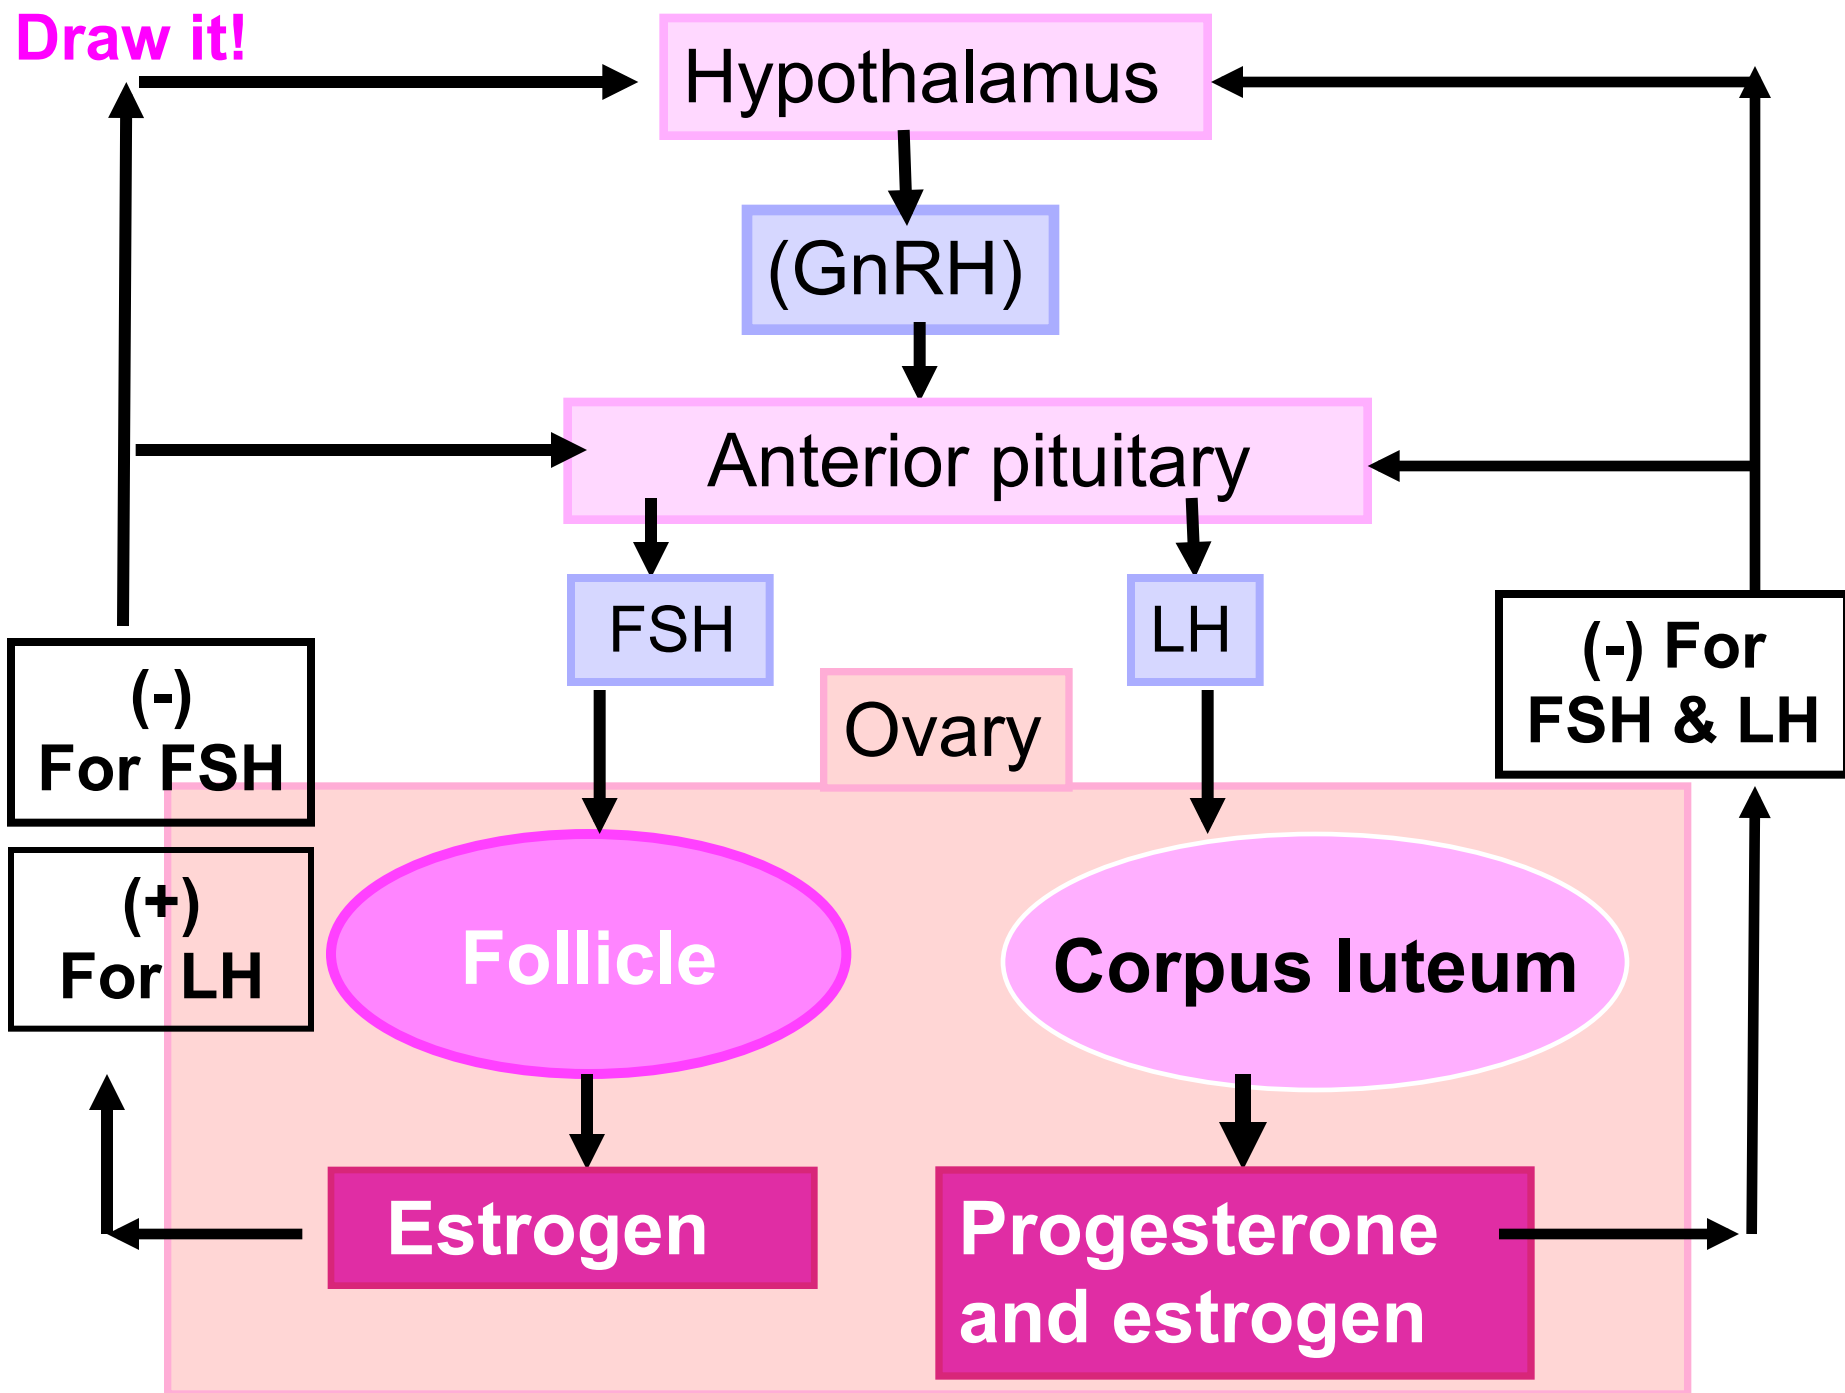 Draw it!
Hypothalamus
(GnRH)
Anterior pituitary
FSH
LH
(-)
For FSH
(-) For
FSH & LH
Ovary
(+)
For LH
Follicle
Corpus luteum
Estrogen
Progesterone
and estrogen